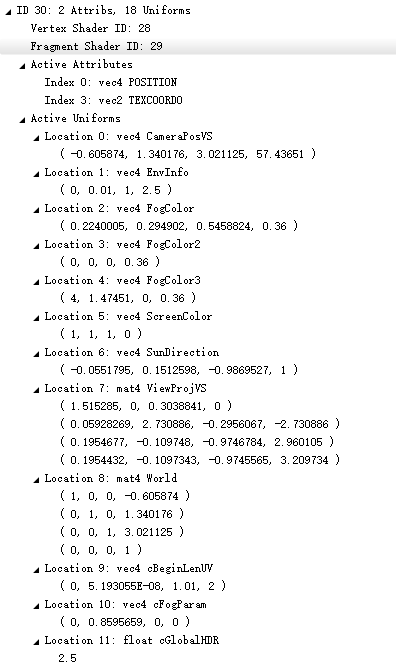 ID 30: 2 Attribs, 18 Uniforms
Vertex Shader ID: 28
Fragment Shader ID: 29
Active Attributes
Index 0: vec4 POSITION
Index 3: vec2 TEXCOORD0
Active Uniforms
Location 0: vec4 CameraPosVS
( -0.605874, 1.340176, 3.021125, 57.43651 )
Location 1: vec4 EnvInfo
( 0, 0.01, 1, 2.5 )
Location 2: vec4 FogColor
( 0.2240005, 0.294902, 0.5458824, 0.36 )
Location 3: vec4 FogColor2
( 0, 0, 0, 0.36 )
Location 4: vec4 FogColor3
( 4, 1.47451, 0, 0.36 )
Location 5: vec4 ScreenColor
( 1, 1, 1, 0 )
Location 6: vec4 SunDirection
( -0.0551795, 0.1512598, -0.9869527, 1 )
Location 7: mat4 ViewProjVS
( 1.515285, 0, 0.3038841, 0 )
( 0.05928269, 2.730886, -0.2956067, -2.730886 )
( 0.1954677, -0.109748, -0.9746784, 2.960105 )
( 0.1954432, -0.1097343, -0.9745565, 3.209734 )
Location 8: mat4 World
( 1, 0, 0, -0.605874 )
( 0, 1, 0, 1.340176 )
( 0, 0, 1, 3.021125 )
( 0, 0, 0, 1 )
Location 9: vec4 cBeginLenUV
( 0, 5.193055E-08, 1.01, 2 )
Location 10: vec4 cFogParam
( 0, 0.8595659, 0, 0 )
Location 11: float cGlobalHDR
2.5